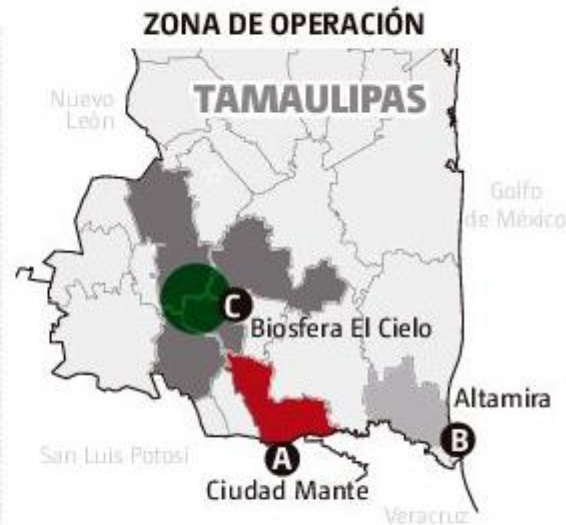 ZONA DE OPERACIÓN
TAMAULIPAS
Nuevo
León
Golfo
de México
C
Biosfera El Cielo
Altamira
B
San Luis Potosí
A
Ciudad Mante
Veracruz